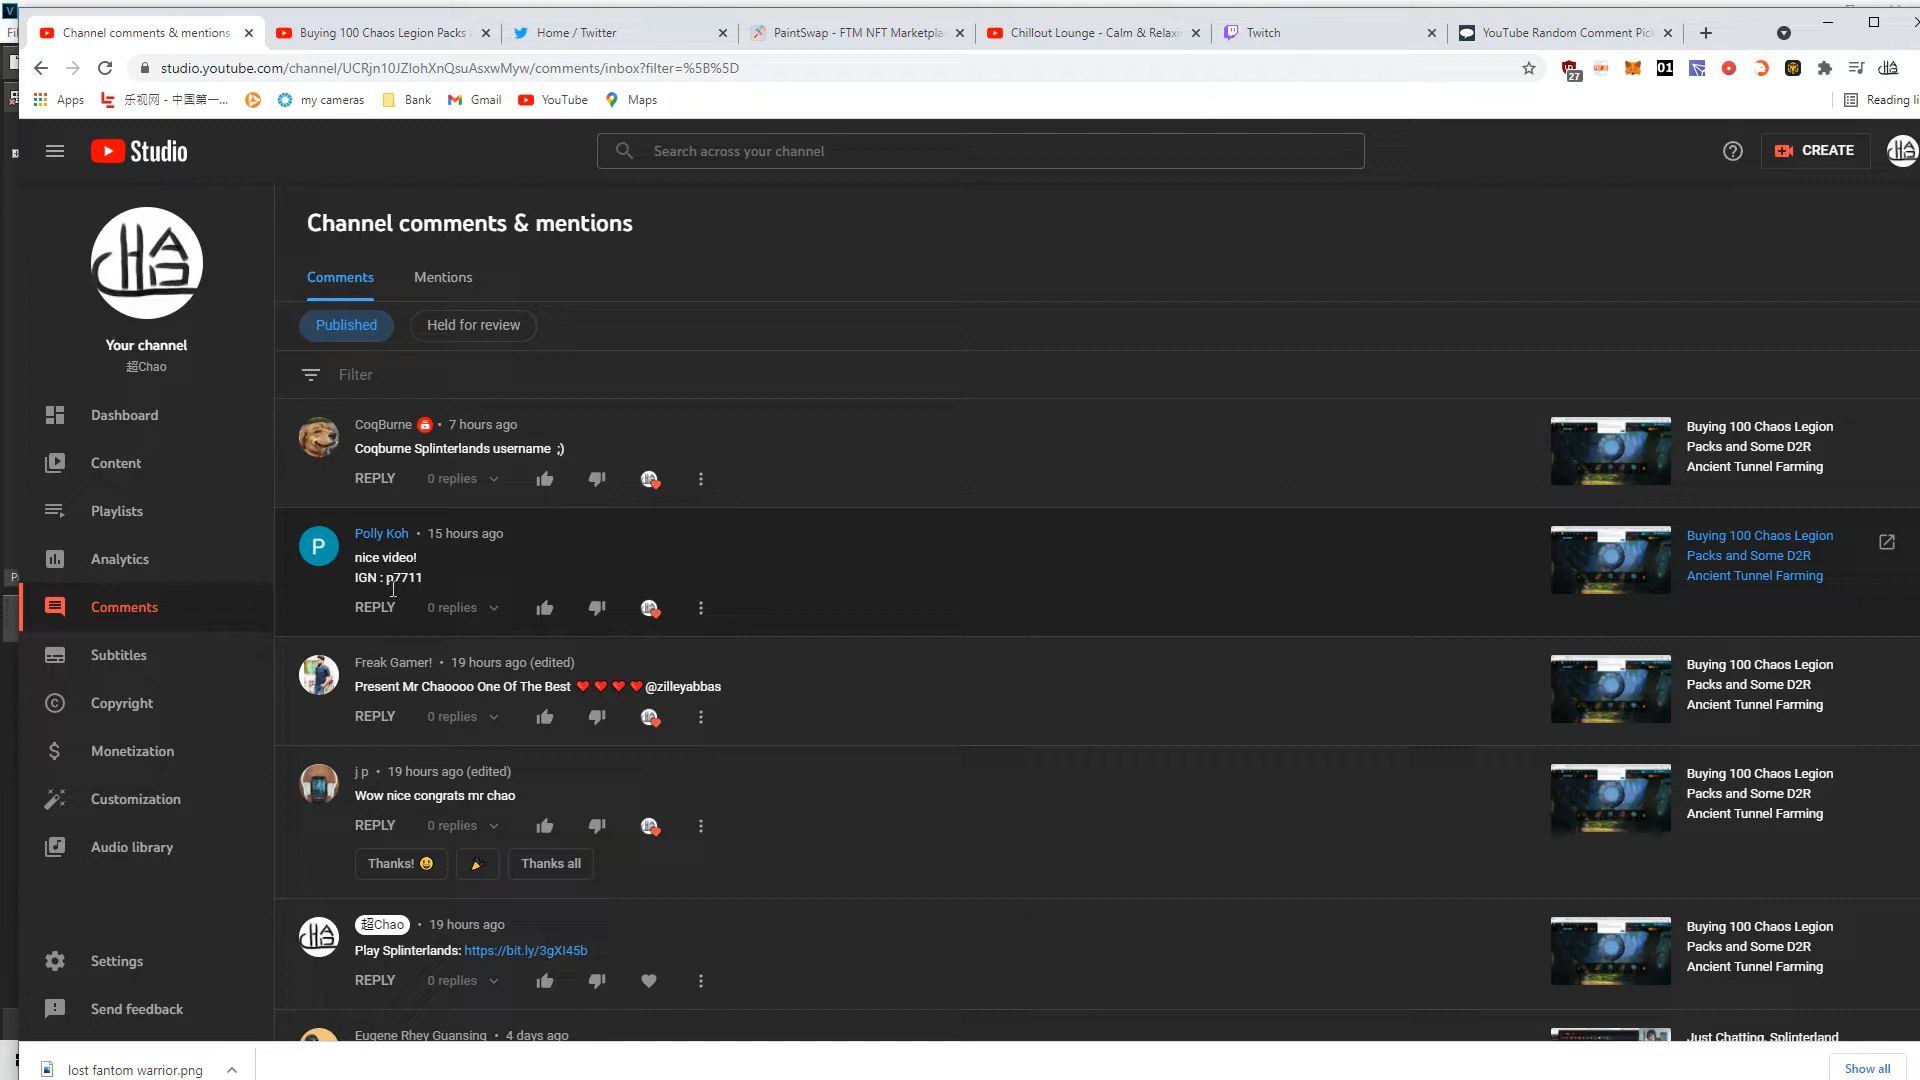 Channel comments & mentions
Buying 100 Chaos Legion Packs
Home / Twitter
PaintSwap - FTM NFT Marketpla
Chillout Lounge - Calm & Relaxi
Twitch
YouTube Random Comment Pic
studio.youtube.com/channel/UCRjn10JZlohXnQsuAsxwMyw/comments/inbox?filter=%5B%5D
27
01
Apps
乐视网 - 中国第一...
my cameras
Bank
Gmail
YouTube
Maps
Reading li
Studio
Search across your channel
CREATE
Your channel
超Chao
Dashboard
Content
Playlists
Analytics
Comments
Subtitles
Copyright
Monetization
Customization
Audio library
Settings
Send feedback
Channel comments & mentions
Comments
Mentions
Published
Held for review
Filter
CoqBurne • 7 hours ago
Coqburne Splinterlands username ;)
REPLY
0 replies
Buying 100 Chaos Legion
Packs and Some D2R
Ancient Tunnel Farming
P
Polly Koh • 15 hours ago
nice video!
IGN : p7711
REPLY
0 replies
Buying 100 Chaos Legion
Packs and Some D2R
Ancient Tunnel Farming
Freak Gamer! • 19 hours ago (edited)
Present Mr Chaoooo One Of The Best ❤❤❤❤@zilleyabbas
REPLY
0 replies
Buying 100 Chaos Legion
Packs and Some D2R
Ancient Tunnel Farming
j p • 19 hours ago (edited)
Wow nice congrats mr chao
REPLY
0 replies
Thanks! 😀
🎉
Thanks all
Buying 100 Chaos Legion
Packs and Some D2R
Ancient Tunnel Farming
超Chao • 19 hours ago
Play Splinterlands: https://bit.ly/3gXI45b
REPLY
0 replies
Buying 100 Chaos Legion
Packs and Some D2R
Ancient Tunnel Farming
Eugene Rhey Guansing • 4 days ago
Just Chatting, Splinterland
lost fantom warrior.png
Show all